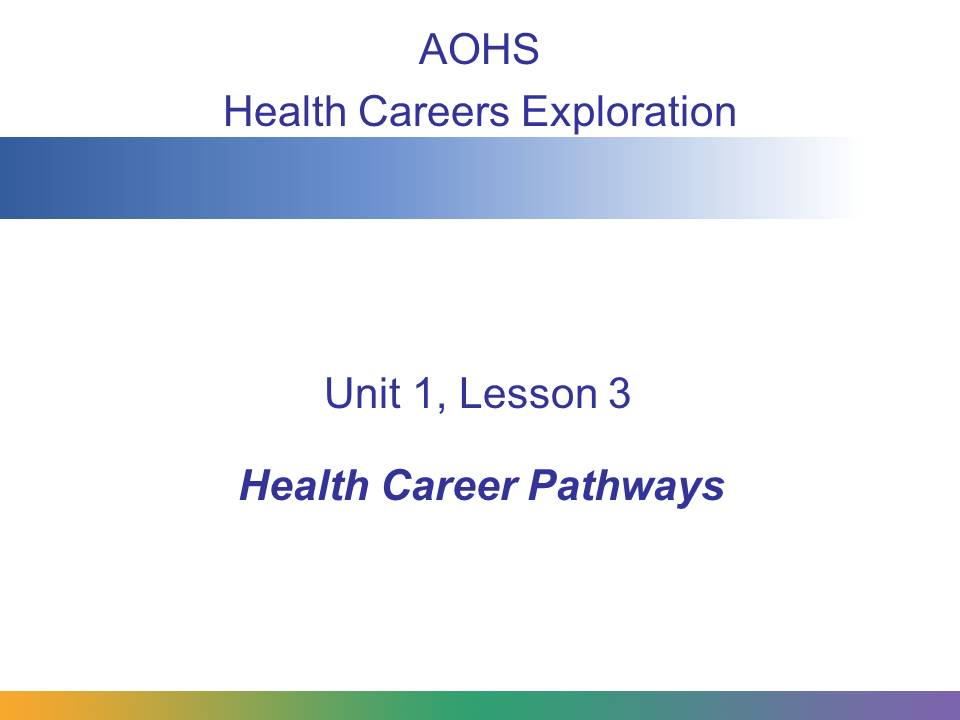 AOHS
Health Careers Exploration
Unit 1, Lesson 3
Health Career Pathways